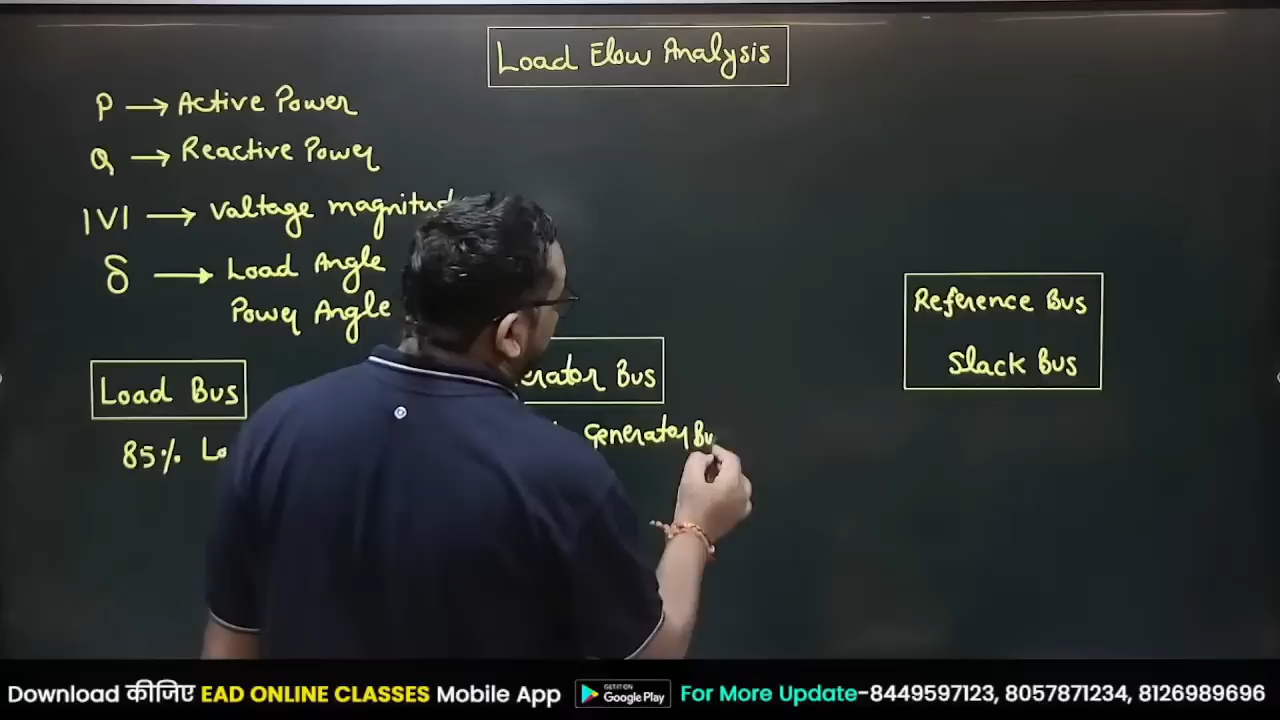 Load Flow Analysis
P → Active Power
Q → Reactive Power
|V| → Voltage magnitud
δ → Load Angle
Power Angle
Load Bus
erator Bus
Reference Bus
Slack Bus
85% Lo
Generator Bu
Download कीजिए EAD ONLINE CLASSES Mobile App GET IT ON Google Play For More Update-8449597123, 8057871234, 8126989696